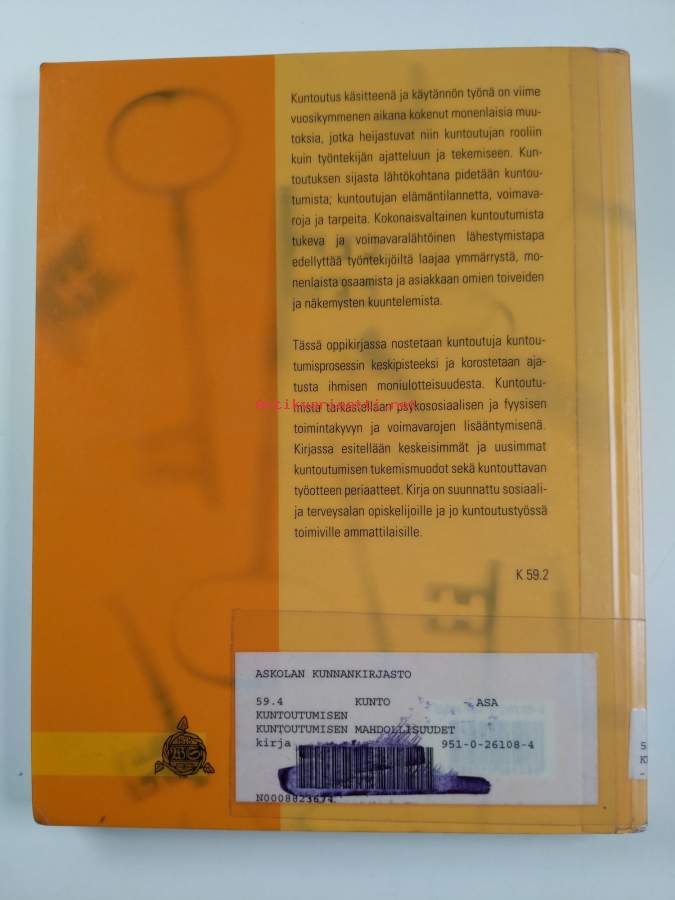 Kuntoutus käsitteenä ja käytännön työnä on viime
vuosikymmenen aikana kokenut monenlaisia muu-
toksia, jotka heijastuvat niin kuntoutujan rooliin
kuin työntekijän ajatteluun ja tekemiseen. Kun-
toutuksen sijasta lähtökohtana pidetään kuntou-
tumista; kuntoutujan elämäntilannetta, voimava-
roja ja tarpeita. Kokonaisvaltainen kuntoutumista
tukeva ja voimavaralähtöinen lähestymistapa
edellyttää työntekijöiltä laajaa ymmärrystä, mo-
nenlaista osaamista ja asiakkaan omien toiveiden
ja näkemysten kuuntelemista.
Tässä oppikirjassa nostetaan kuntoutuja kuntou-
tumisprosessin keskipisteeksi ja korostetaan aja-
tusta ihmisen moniulotteisuudesta. Kuntoutu-
antikvariaatti.net
mista tarkastellaan psykososiaalisen ja fyysisen
toimintakyvyn ja voimavarojen lisääntymisenä.
Kirjassa esitellään keskeisimmät ja uusimmat
kuntoutumisen tukemismuodot sekä kuntouttavan
työotteen periaatteet. Kirja on suunnattu sosiaali-
ja terveysalan opiskelijoille ja jo kuntoutustyössä
toimiville ammattilaisille.
K 59.2
ASKOLAN KUNNANKIRJASTO
59.4 KUNTO ASA
KUNTOUTUMISEN
KUNTOUTUMISEN MAHDOLLISUUDET
kirja 951-0-26108-4
N0008823674